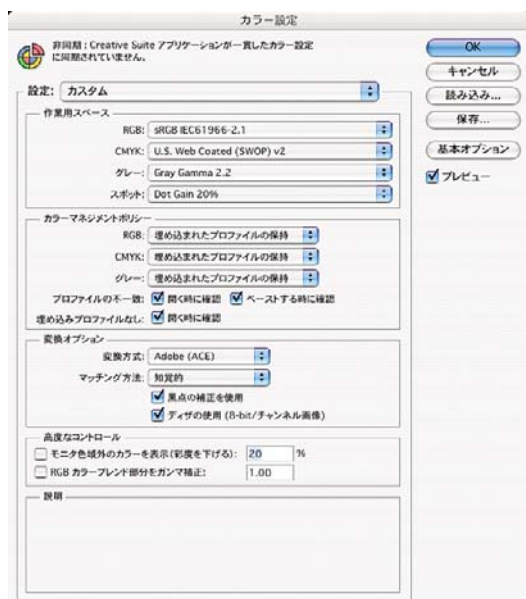 カラー設定
非同期 : Creative Suite アプリケーションが一貫したカラー設定
に同期されていません。
OK
キャンセル
読み込み...
保存...
基本オプション
プレビュー
設定: カスタム
作業用スペース
RGB: sRGB IEC61966-2.1
CMYK: U.S. Web Coated (SWOP) v2
グレー: Gray Gamma 2.2
スポット: Dot Gain 20%
カラーマネジメントポリシー
RGB: 埋め込まれたプロファイルの保持
CMYK: 埋め込まれたプロファイルの保持
グレー: 埋め込まれたプロファイルの保持
プロファイルの不一致: 開く時に確認 ペーストする時に確認
埋め込みプロファイルなし: 開く時に確認
変換オプション
変換方式: Adobe (ACE)
マッチング方法: 知覚的
黒点の補正を使用
ディザの使用 (8-bit/チャンネル画像)
高度なコントロール
モニタ色域外のカラーを表示(彩度を下げる): 20 %
RGB カラーブレンド部分をガンマ補正: 1.00
説明